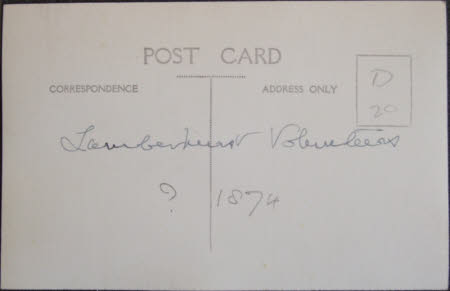 POST CARD
CORRESPONDENCE
ADDRESS ONLY
D
20
Lamberhurst Volunteers
? 1874